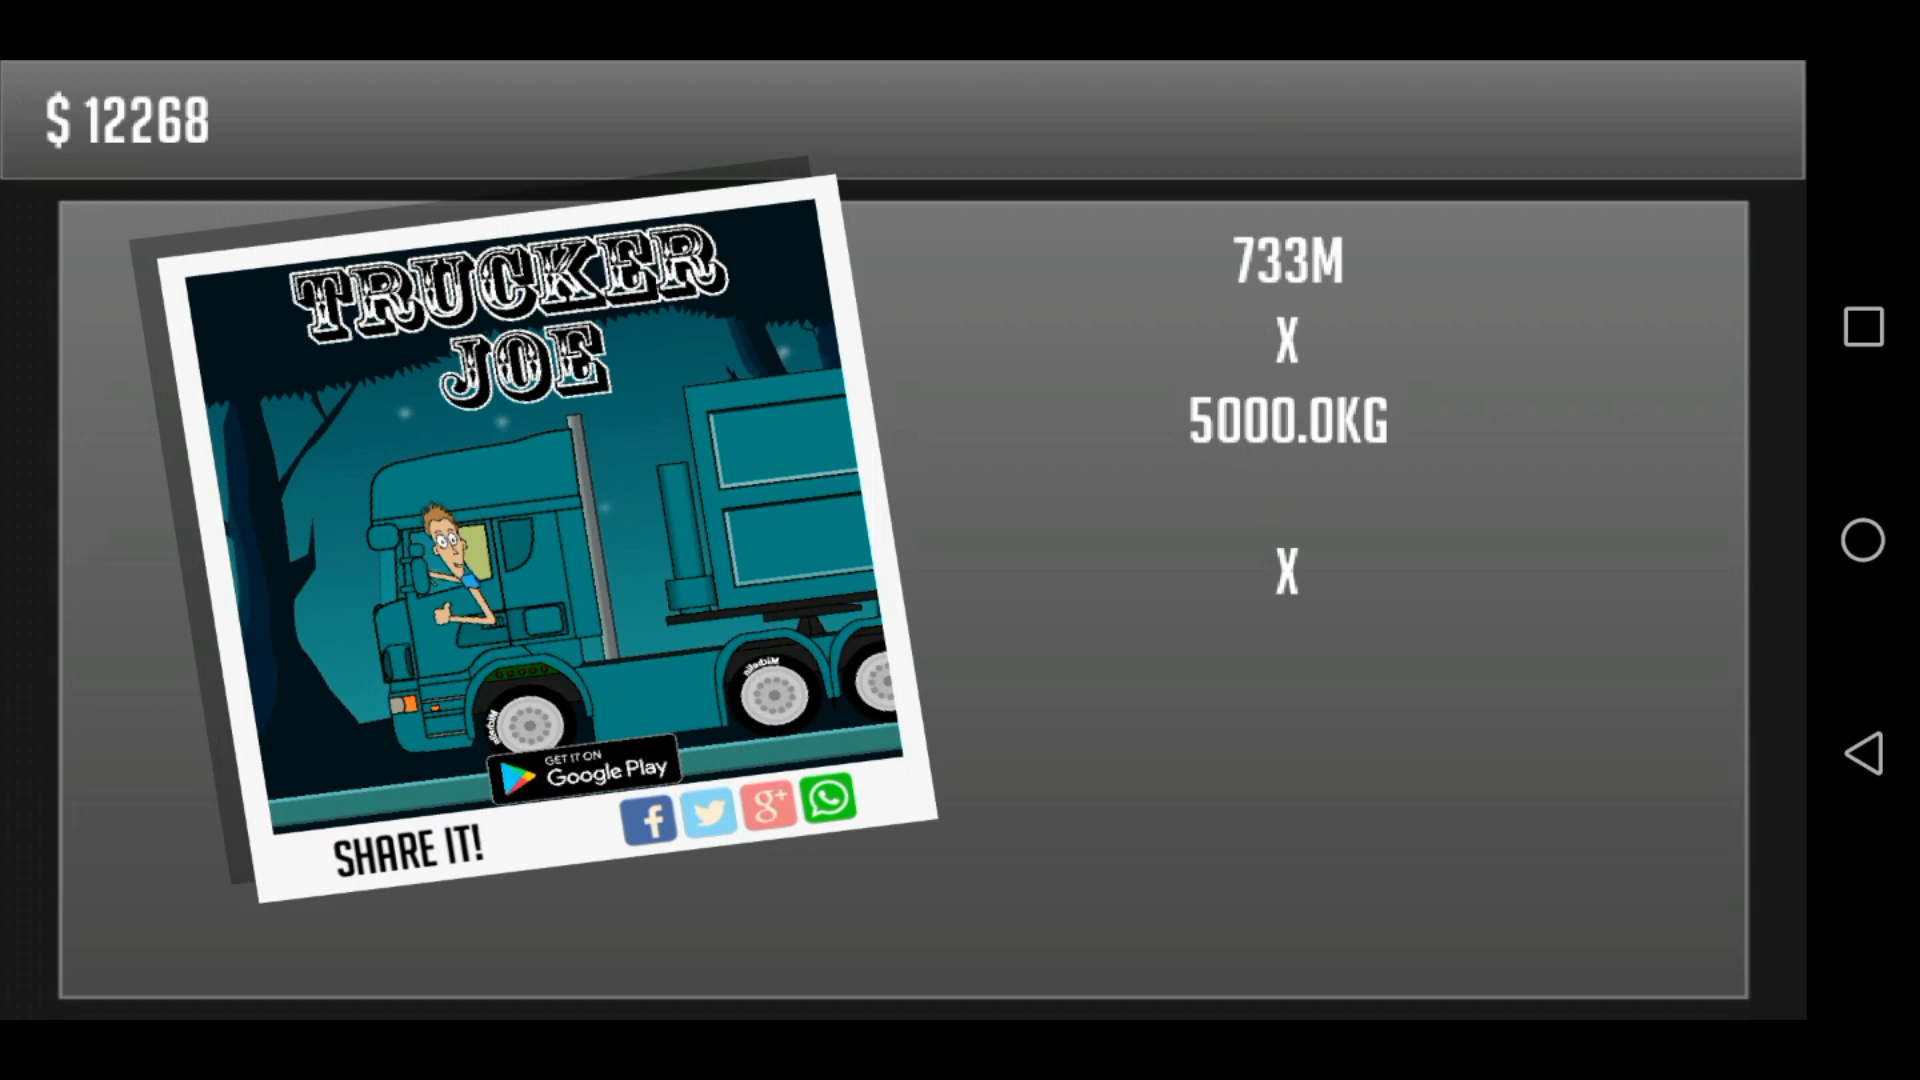 $ 12268
TRUCKER
JOE
GET IT ON
Google Play
SHARE IT!
733M
X
5000.0KG
X